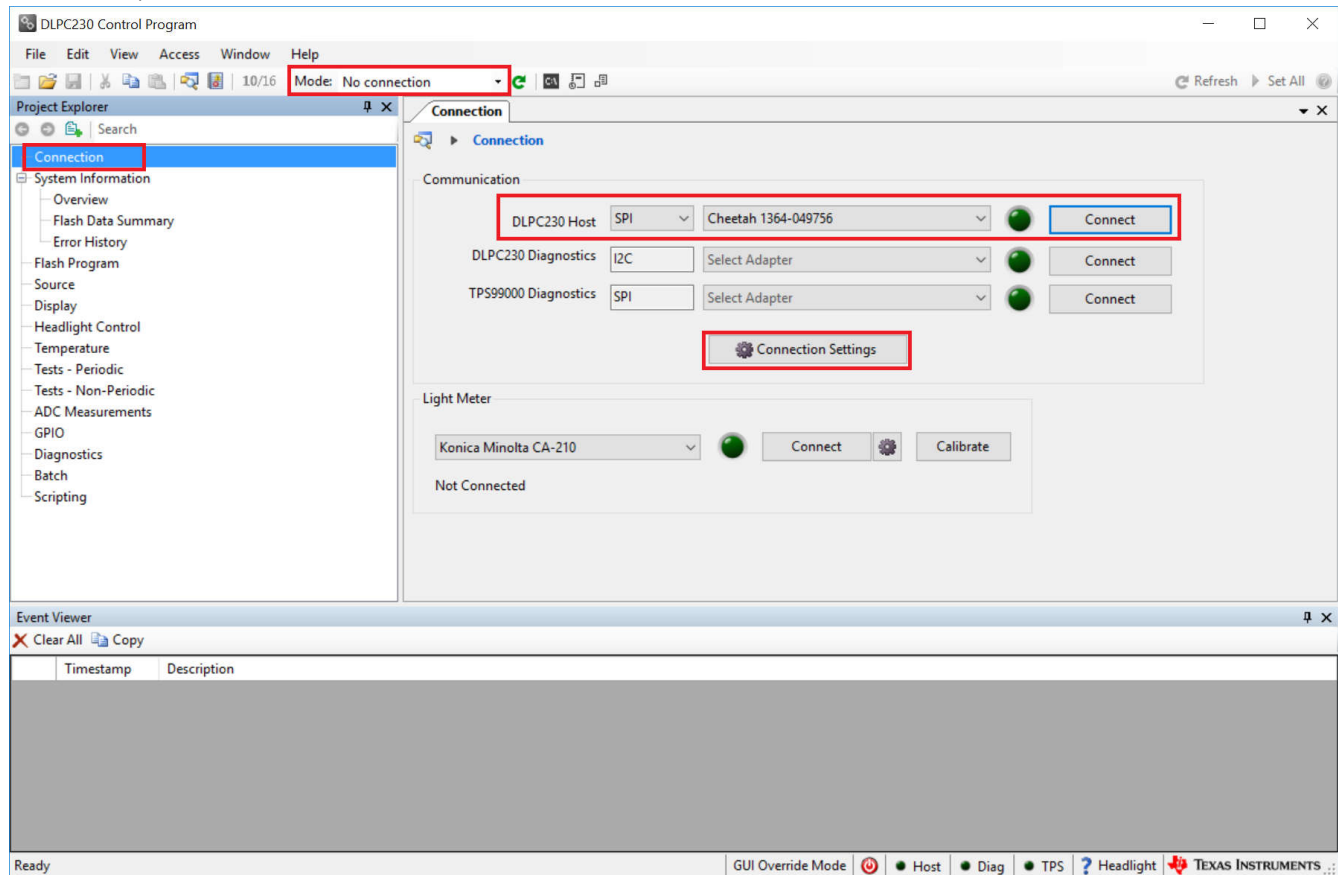 DLPC230 Control Program
File Edit View Access Window Help
10/16 Mode: No connection C:\ Refresh Set All
Project Explorer
Search
Connection
System Information
Overview
Flash Data Summary
Error History
Flash Program
Source
Display
Headlight Control
Temperature
Tests - Periodic
Tests - Non-Periodic
ADC Measurements
GPIO
Diagnostics
Batch
Scripting
Connection
Connection
Communication
DLPC230 Host SPI Cheetah 1364-049756 Connect
DLPC230 Diagnostics I2C Select Adapter Connect
TPS99000 Diagnostics SPI Select Adapter Connect
Connection Settings
Light Meter
Konica Minolta CA-210 Connect Calibrate
Not Connected
Event Viewer
Clear All Copy
Timestamp Description
Ready GUI Override Mode Host Diag TPS ? Headlight TEXAS INSTRUMENTS